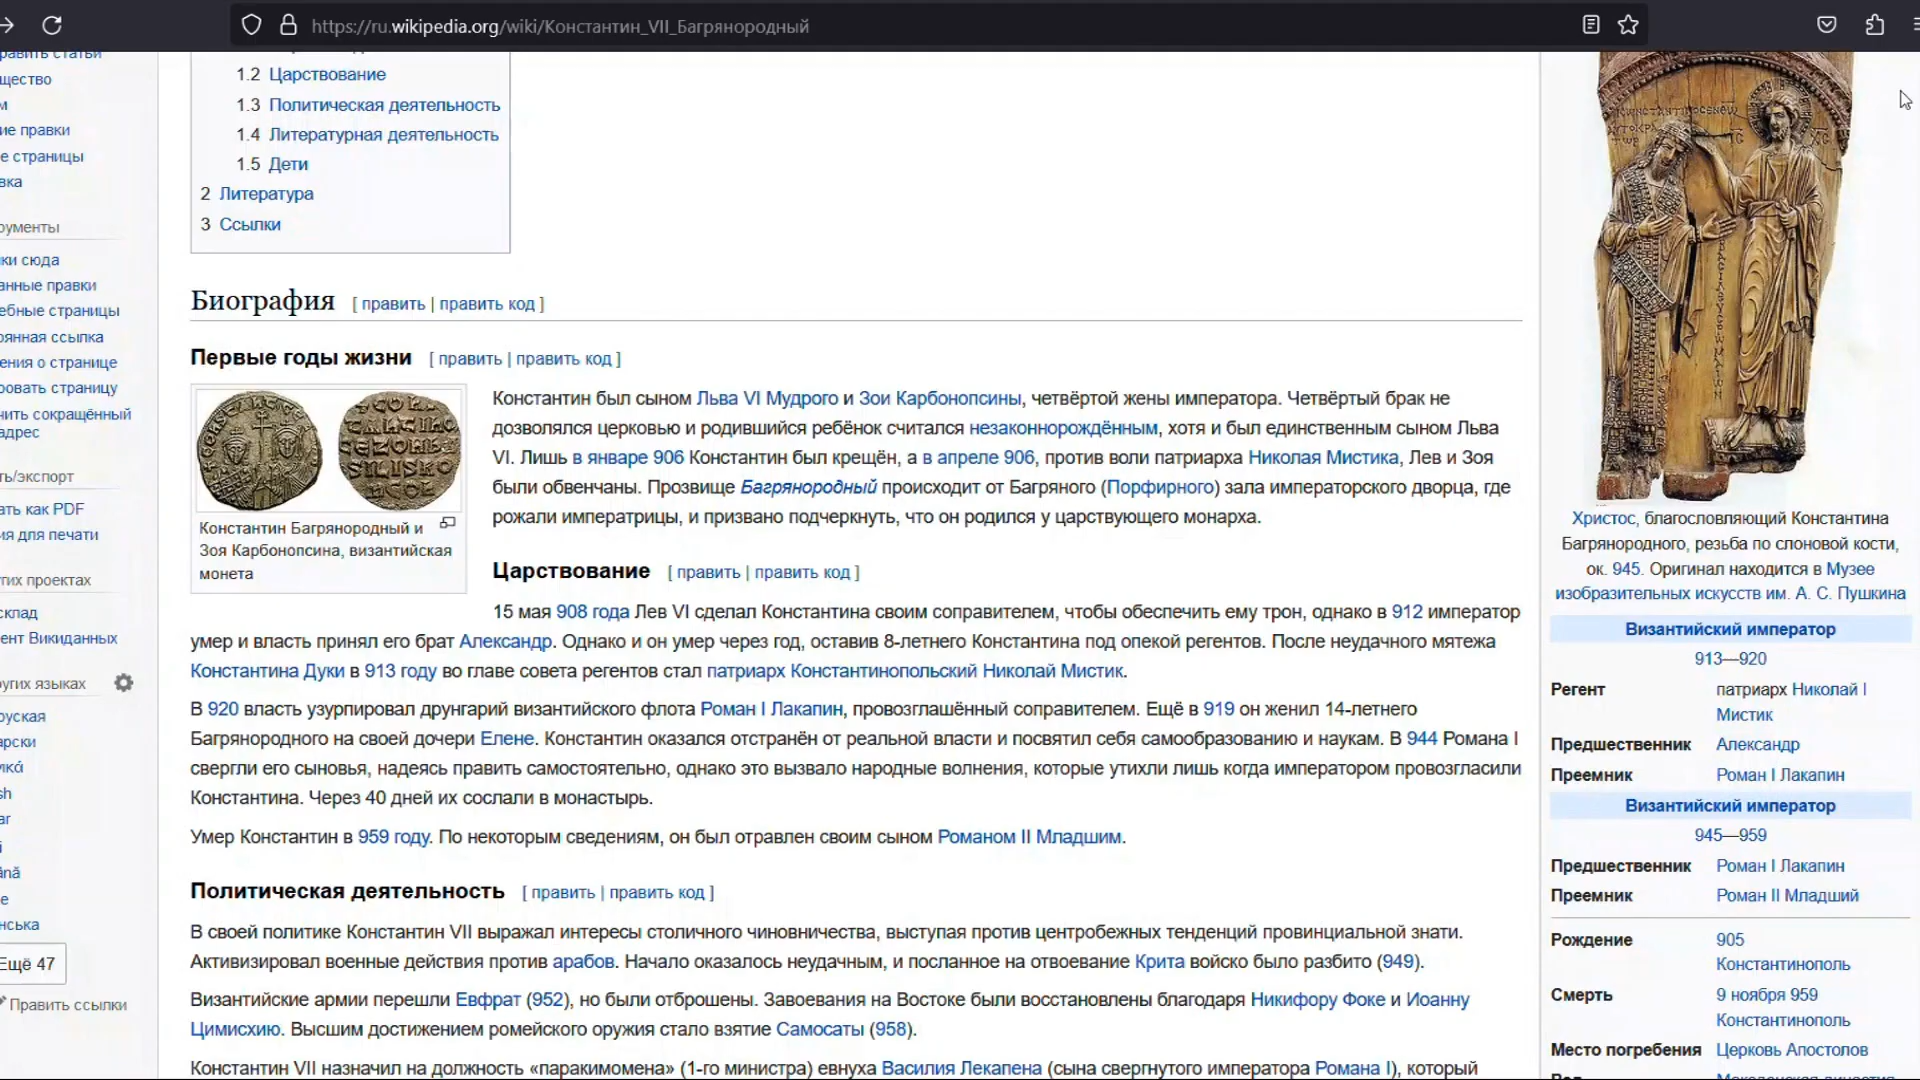 https://ru.wikipedia.org/wiki/Константин_VII_Багрянородный
1.2 Царствование
1.3 Политическая деятельность
1.4 Литературная деятельность
1.5 Дети
2 Литература
3 Ссылки
статьи
правки
страницы
сюда
правки
страницы
ссылка
о странице
страницу
сокращённый
адрес
как PDF
для печати
проектах
Викиданных
языках
Ещё 47
Править ссылки
Биография [ править | править код ]
Первые годы жизни [ править | править код ]
Константин Багрянородный и
Зоя Карбонопсина, византийская
монета
Константин был сыном Льва VI Мудрого и Зои Карбонопсины, четвёртой жены императора. Четвёртый брак не
дозволялся церковью и родившийся ребёнок считался незаконнорождённым, хотя и был единственным сыном Льва
VI. Лишь в январе 906 Константин был крещён, а в апреле 906, против воли патриарха Николая Мистика, Лев и Зоя
были обвенчаны. Прозвище Багрянородный происходит от Багряного (Порфирного) зала императорского дворца, где
рожали императрицы, и призвано подчеркнуть, что он родился у царствующего монарха.
Царствование [ править | править код ]
15 мая 908 года Лев VI сделал Константина своим соправителем, чтобы обеспечить ему трон, однако в 912 император
умер и власть принял его брат Александр. Однако и он умер через год, оставив 8-летнего Константина под опекой регентов. После неудачного мятежа
Константина Дуки в 913 году во главе совета регентов стал патриарх Константинопольский Николай Мистик.
В 920 власть узурпировал друнгарий византийского флота Роман I Лакапин, провозглашённый соправителем. Ещё в 919 он женил 14-летнего
Багрянородного на своей дочери Елене. Константин оказался отстранён от реальной власти и посвятил себя самообразованию и наукам. В 944 Романа I
свергли его сыновья, надеясь править самостоятельно, однако это вызвало народные волнения, которые утихли лишь когда императором провозгласили
Константина. Через 40 дней их сослали в монастырь.
Умер Константин в 959 году. По некоторым сведениям, он был отравлен своим сыном Романом II Младшим.
Политическая деятельность [ править | править код ]
В своей политике Константин VII выражал интересы столичного чиновничества, выступая против центробежных тенденций провинциальной знати.
Активизировал военные действия против арабов. Начало оказалось неудачным, и посланное на отвоевание Крита войско было разбито (949).
Византийские армии перешли Евфрат (952), но были отброшены. Завоевания на Востоке были восстановлены благодаря Никифору Фоке и Иоанну
Цимисхию. Высшим достижением ромейского оружия стало взятие Самосаты (958).
Константин VII назначил на должность «паракимомена» (1-го министра) евнуха Василия Лекапена (сына свергнутого императора Романа I), который
Христос, благословляющий Константина
Багрянородного, резьба по слоновой кости,
ок. 945. Оригинал находится в Музее
изобразительных искусств им. А. С. Пушкина
Византийский император
913—920
Регент патриарх Николай I
Мистик
Предшественник Александр
Преемник Роман I Лакапин
Византийский император
945—959
Предшественник Роман I Лакапин
Преемник Роман II Младший
Рождение 905
Константинополь
Смерть 9 ноября 959
Константинополь
Место погребения Церковь Апостолов